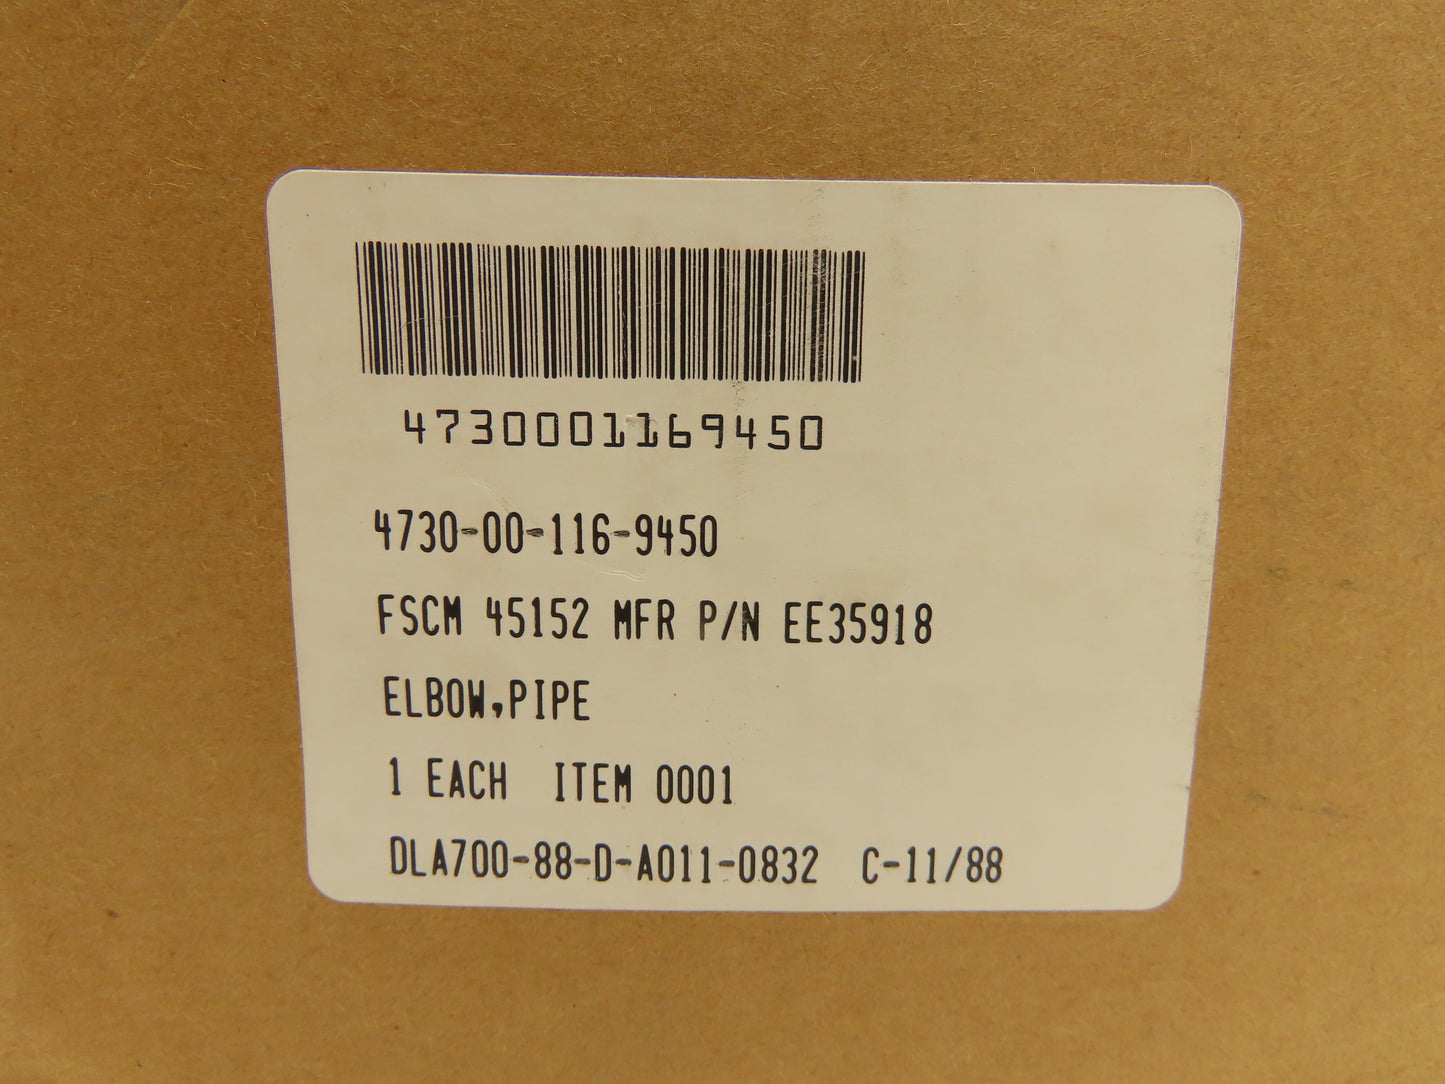 4730001169450
4730-00-116-9450
FSCM 45152 MFR P/N EE35918
ELBOW,PIPE
1 EACH ITEM 0001
DLA700-88-D-A011-0832 C-11/88